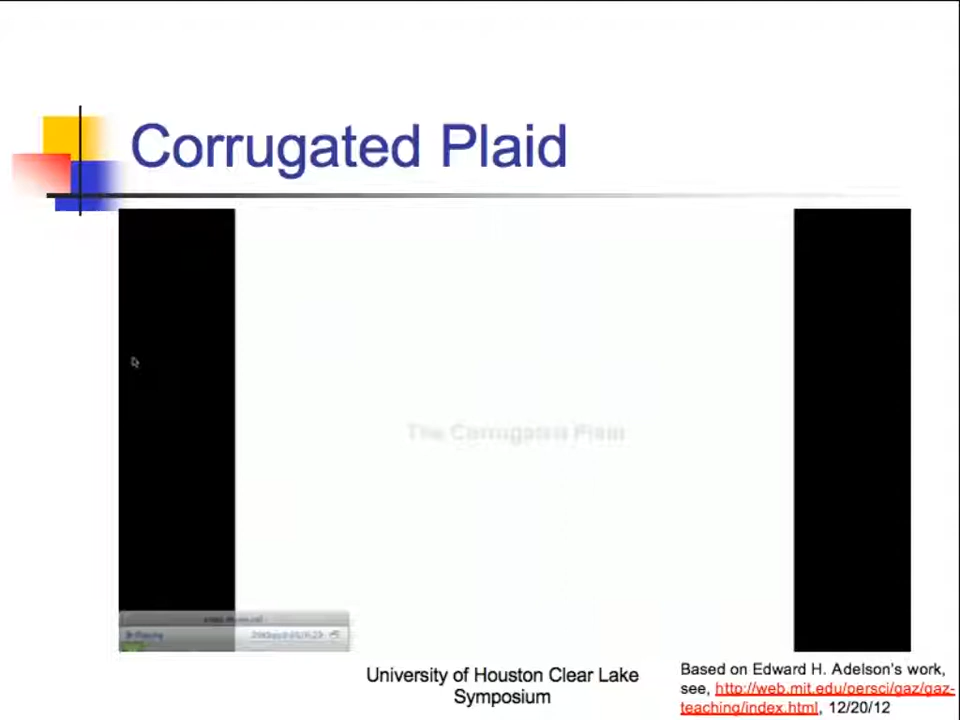 Corrugated Plaid
The Corrugated Plaid
University of Houston Clear Lake
Symposium
Based on Edward H. Adelson's work,
see, http://web.mit.edu/persci/gaz/gaz-
teaching/index.html, 12/20/12